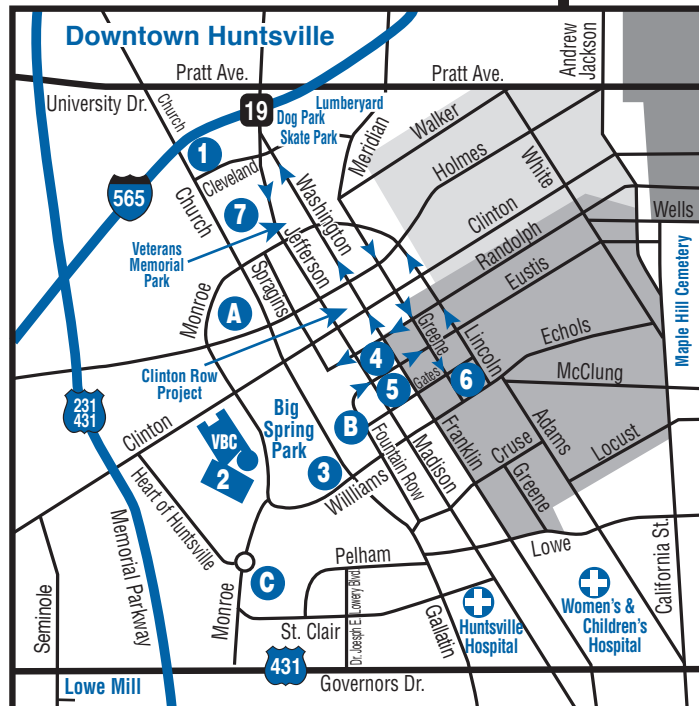 Downtown Huntsville
Andrew
Jackson
Pratt Ave.
Pratt Ave.
University Dr.
Church
19
Lumberyard
Dog Park
Skate Park
Meridian
Walker
Holmes
White
1
Cleveland
Washington
565
Church
7
Clinton
Randolph
Wells
Veterans
Memorial
Park
Jefferson
Spragins
Eustis
Monroe
A
Greene
Lincoln
Echols
Maple Hill Cemetery
Clinton Row
Project
4
Gates
6
McClung
5
231
431
Clinton
Big
Spring
Park
B
VBC
2
3
Willliams
Fountain Row
Madison
Franklin
Cruse
Greene
Adams
Locust
Heart of Huntsville
Memorial Parkway
Lowe
California St.
Pelham
C
Monroe
Dr. Joesph E. Lowery Blvd.
Seminole
St. Clair
Gallatin
Huntsville
Hospital
Women's &
Children's
Hospital
431
Lowe Mill
Governors Dr.